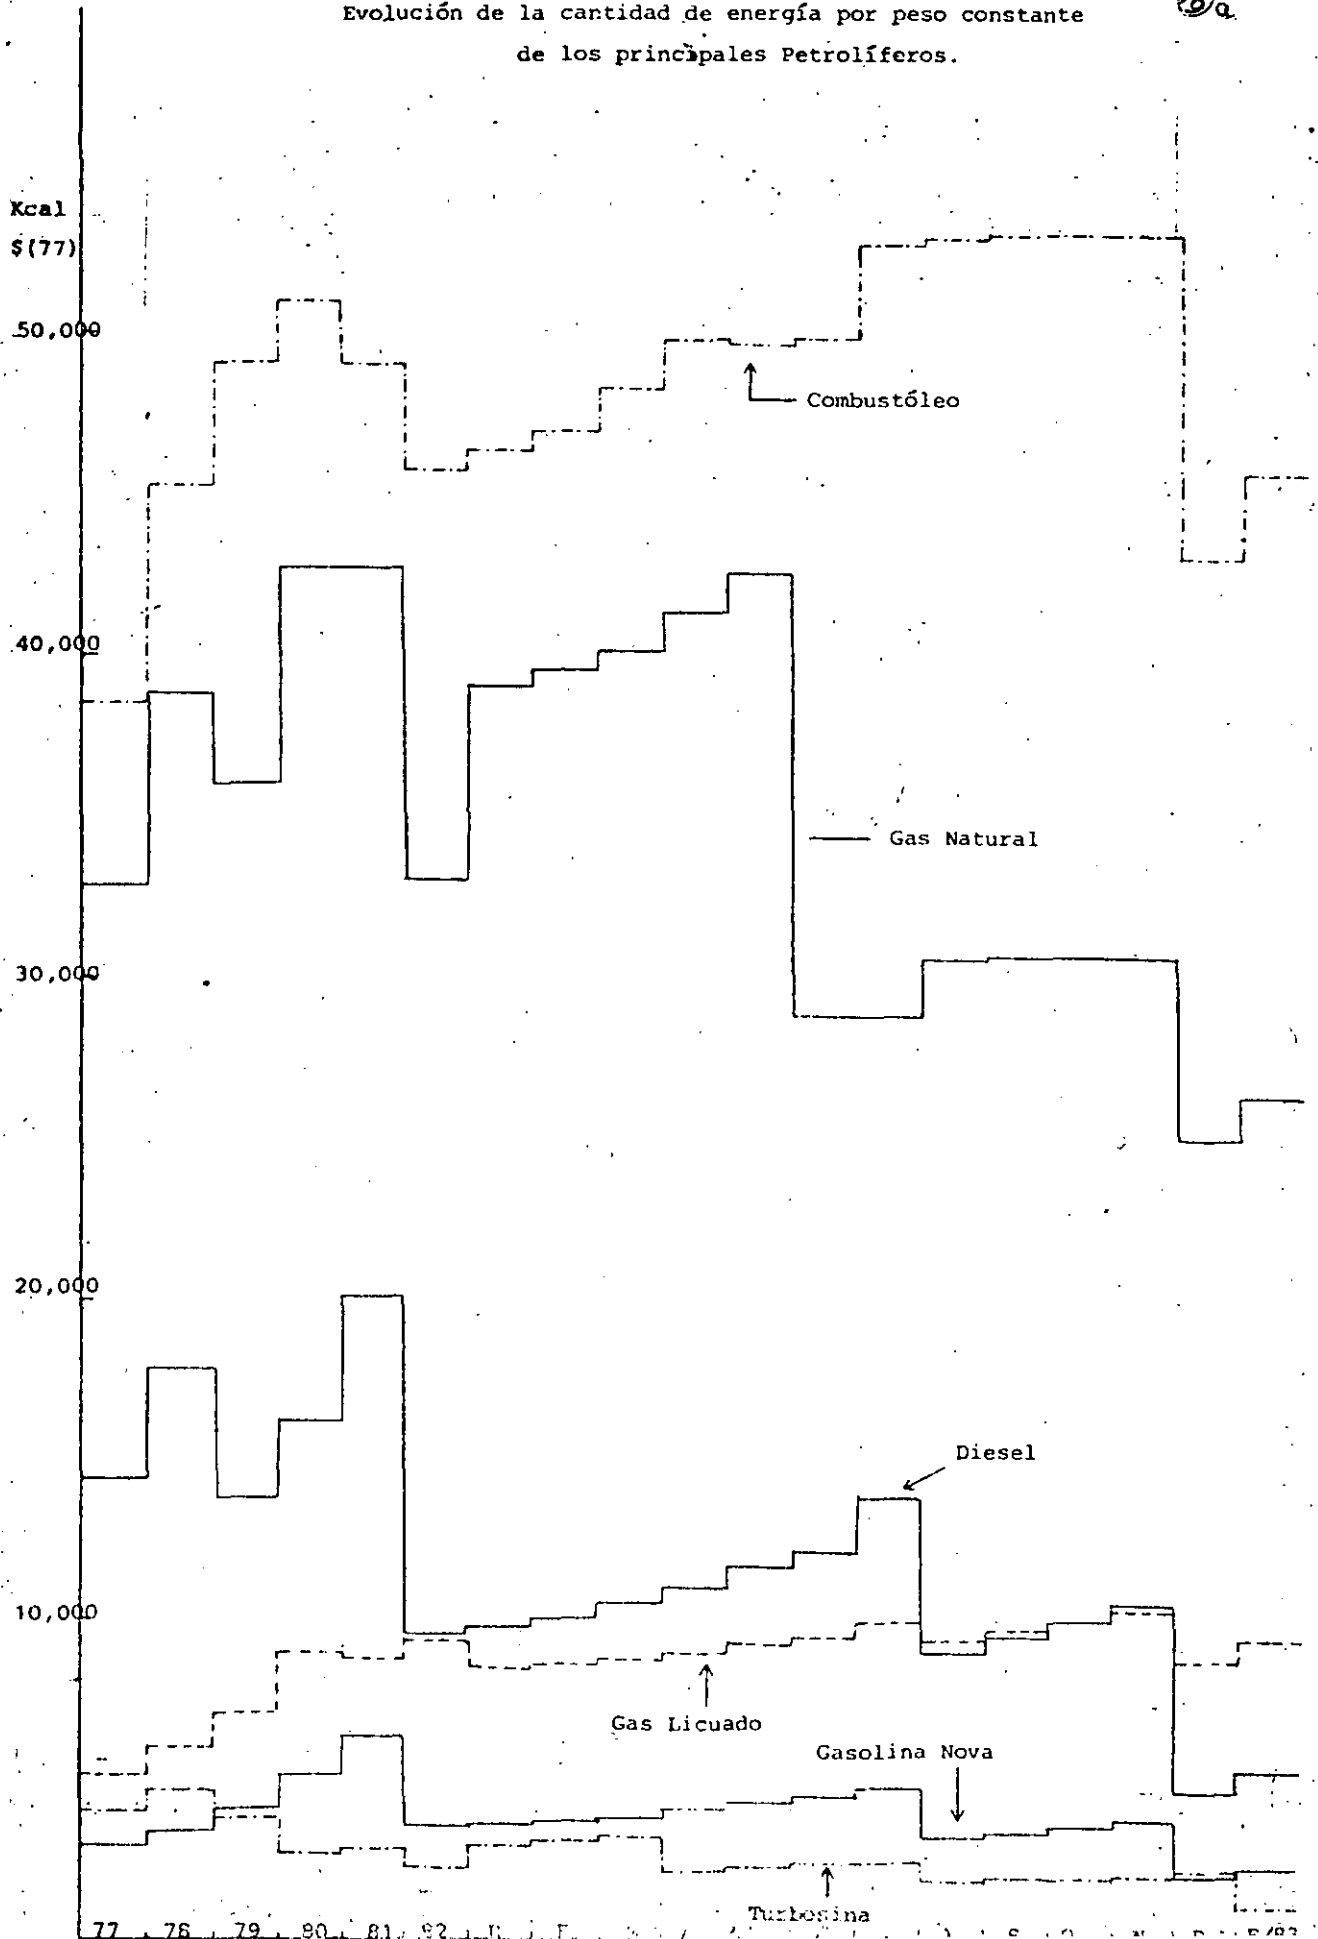 Evolución de la cantidad de energía por peso constante
de los principales Petrolíferos.
Kcal
$(77)
50,000
Combustóleo
40,000
Gas Natural
30,000
20,000
Diesel
10,000
Gas Licuado
Gasolina Nova
Turbosina
77 78 79 80 81 82 E F S O N D E/83